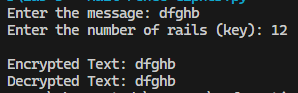 Enter the message: dfghb
Enter the number of rails (key): 12
Encrypted Text: dfghb
Decrypted Text: dfghb